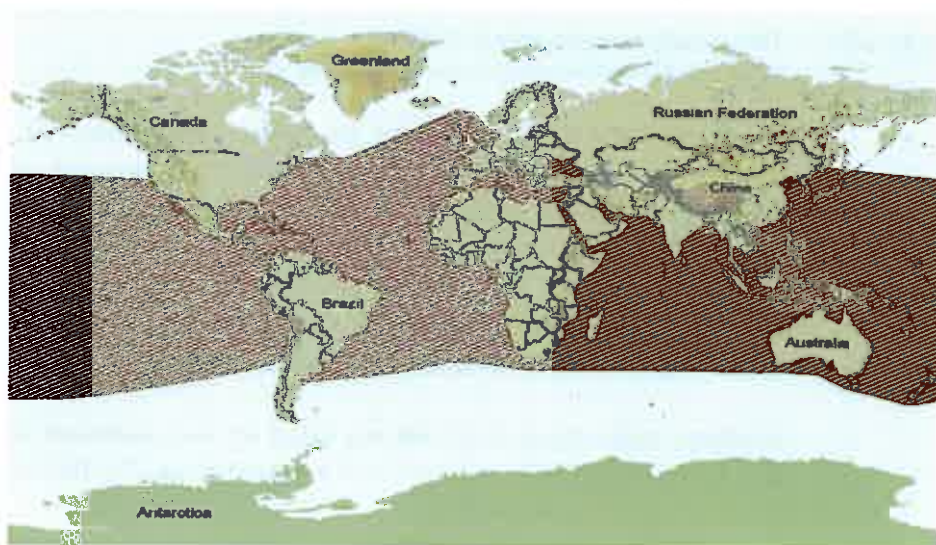 Greenland
Canada
Russian Federation
China
Brazil
Australia
Antarctica